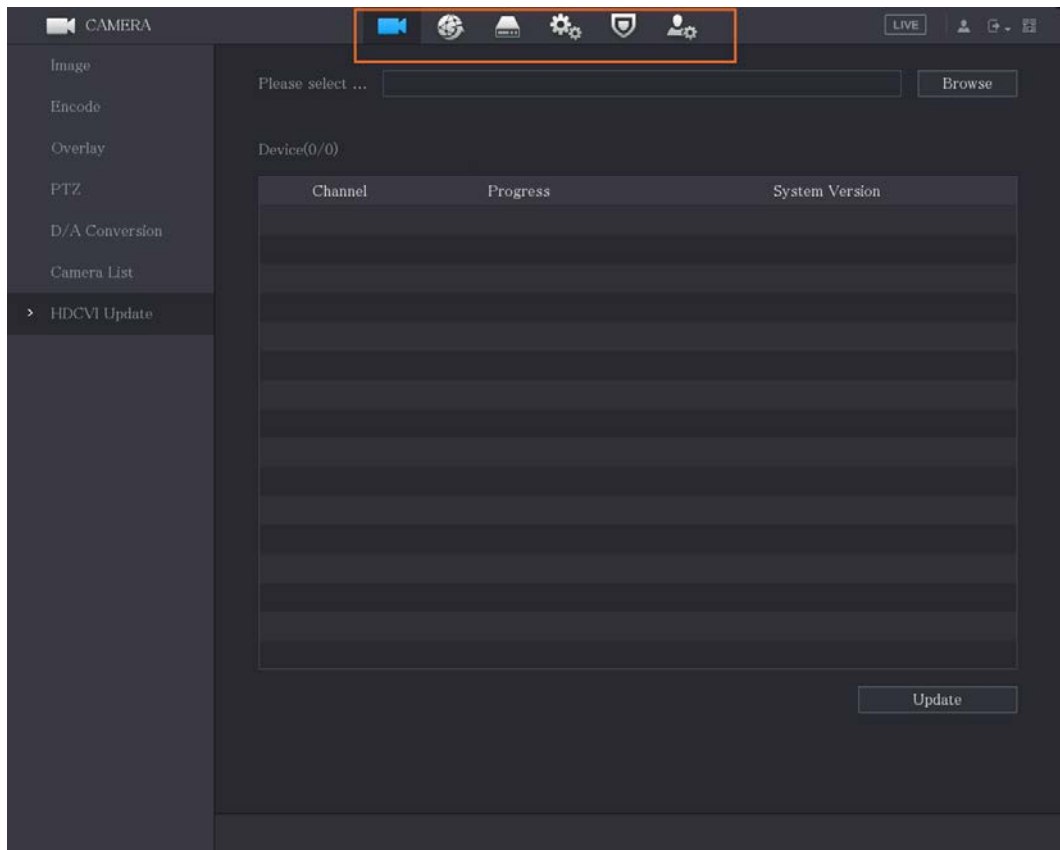 CAMERA
LIVE
Image
Encode
Overlay
PTZ
D/A Conversion
Camera List
HDCVI Update
Please select ...
Browse
Device(0/0)
Channel Progress System Version
Update